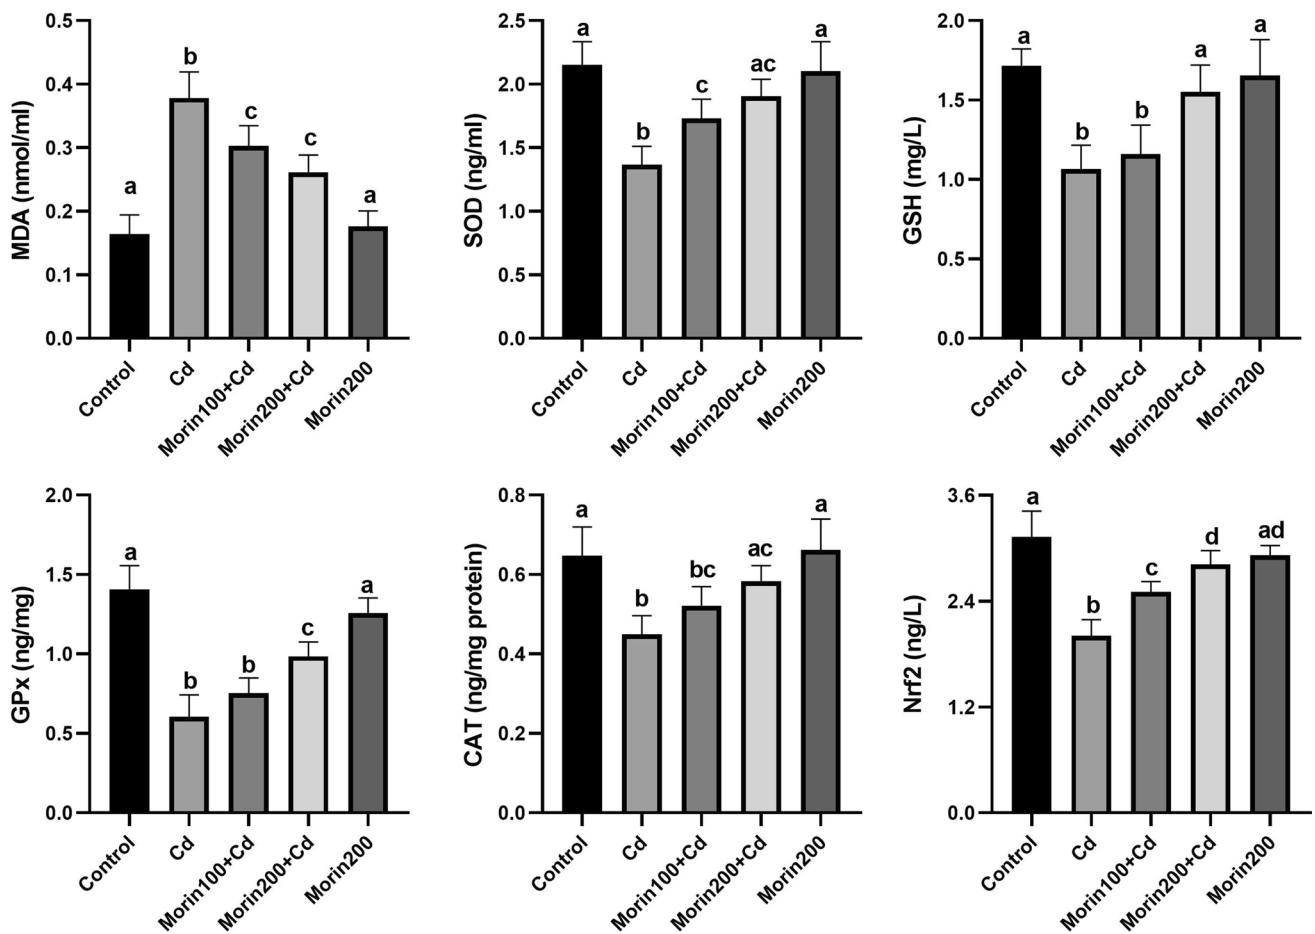 MDA (nmol/ml)
0.5
0.4
0.3
0.2
0.1
0.0
a
b
c
c
a
Control
Cd
Morin100+Cd
Morin200+Cd
Morin200
SOD (ng/ml)
2.5
2.0
1.5
1.0
0.5
0.0
a
b
c
ac
a
Control
Cd
Morin100+Cd
Morin200+Cd
Morin200
GSH (mg/L)
2.0
1.5
1.0
0.5
0.0
a
b
b
a
a
Control
Cd
Morin100+Cd
Morin200+Cd
Morin200
GPx (ng/mg)
2.0
1.5
1.0
0.5
0.0
a
b
b
c
a
Control
Cd
Morin100+Cd
Morin200+Cd
Morin200
CAT (ng/mg protein)
0.8
0.6
0.4
0.2
0.0
a
b
bc
ac
a
Control
Cd
Morin100+Cd
Morin200+Cd
Morin200
Nrf2 (ng/L)
3.6
2.4
1.2
0.0
a
b
c
d
ad
Control
Cd
Morin100+Cd
Morin200+Cd
Morin200